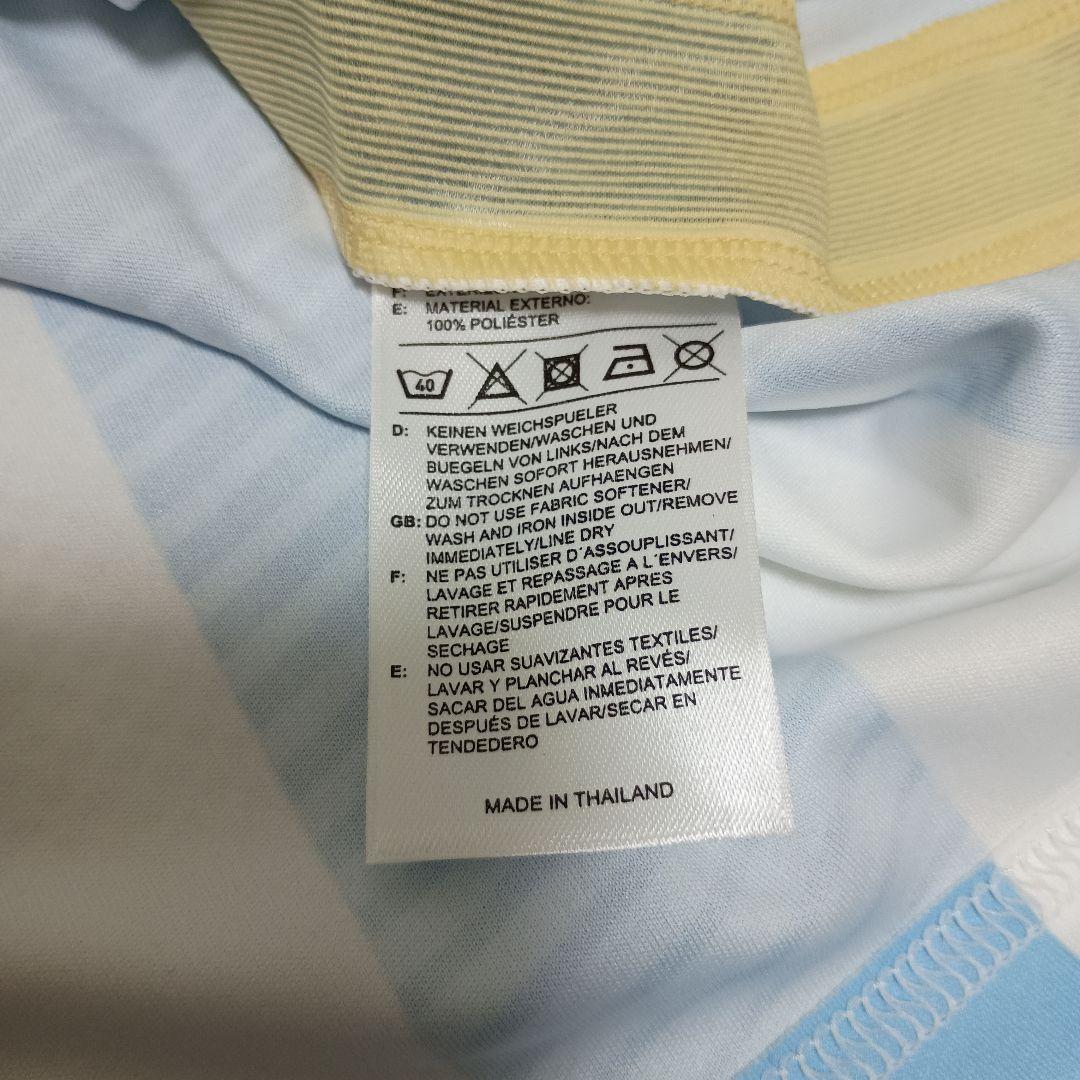 E: MATERIAL EXTERNO:
100% POLIÉSTER
40
D: KEINEN WEICHSPUELER
VERWENDEN/WASCHEN UND
BUEGELN VON LINKS/NACH DEM
WASCHEN SOFORT HERAUSNEHMEN/
ZUM TROCKNEN AUFHAENGEN
GB: DO NOT USE FABRIC SOFTENER/
WASH AND IRON INSIDE OUT/REMOVE
IMMEDIATELY/LINE DRY
F: NE PAS UTILISER D´ASSOUPLISSANT/
LAVAGE ET REPASSAGE A L´ENVERS/
RETIRER RAPIDEMENT APRES
LAVAGE/SUSPENDRE POUR LE
SECHAGE
E: NO USAR SUAVIZANTES TEXTILES/
LAVAR Y PLANCHAR AL REVÉS/
SACAR DEL AGUA INMEDIATAMENTE
DESPUÉS DE LAVAR/SECAR EN
TENDEDERO
MADE IN THAILAND